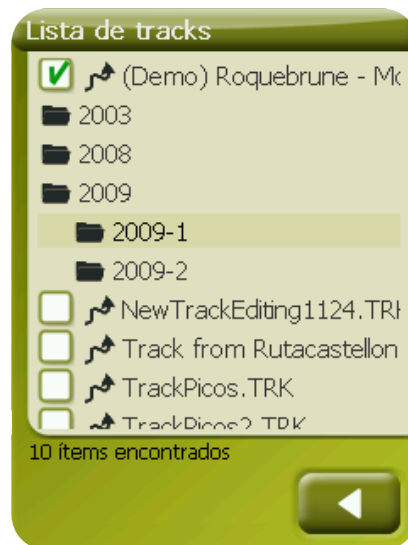 Lista de tracks
(Demo) Roquebrune - Mc
2003
2008
2009
2009-1
2009-2
NewTrackEditing1124.TRK
Track from Rutacastellon
TrackPicos.TRK
TrackPicos2.TRK
10 ítems encontrados